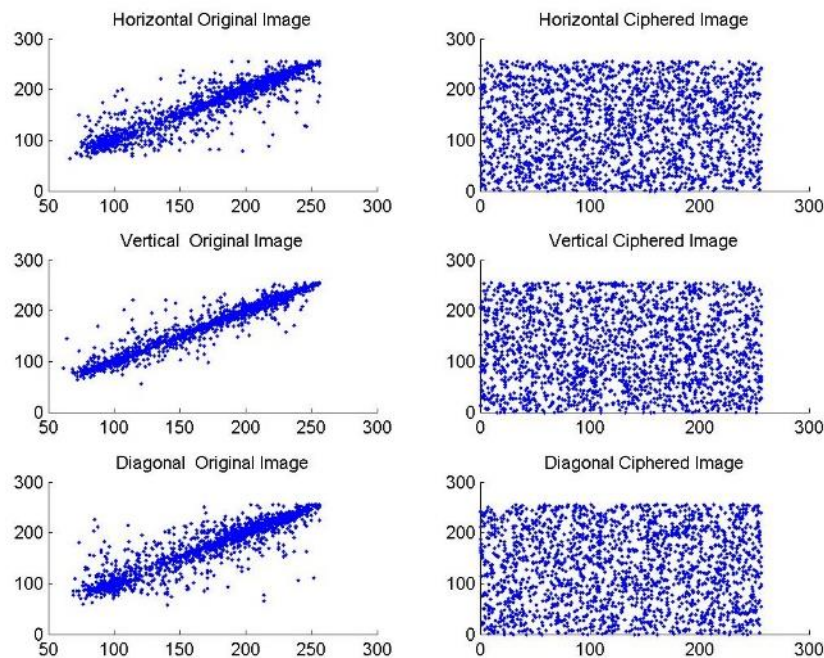 Horizontal Original Image
300
200
100
0
50 100 150 200 250 300
Horizontal Ciphered Image
300
200
100
0
0 100 200 300
Vertical Original Image
300
200
100
0
50 100 150 200 250 300
Vertical Ciphered Image
300
200
100
0
0 100 200 300
Diagonal Original Image
300
200
100
0
50 100 150 200 250 300
Diagonal Ciphered Image
300
200
100
0
0 100 200 300